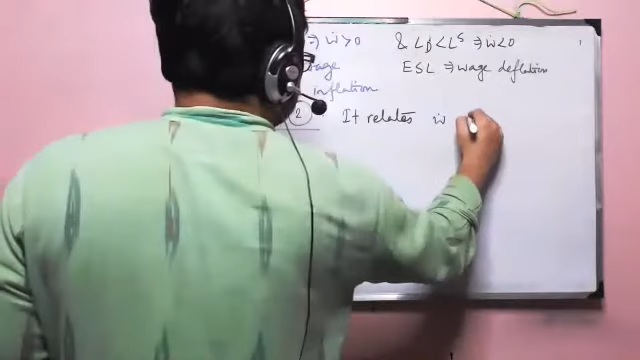 ⇒ ẇ>0 & Lᵈ<Lˢ ⇒ ẇ<0
wage ESL ⇒ wage deflation
inflation
2 It relates ẇ